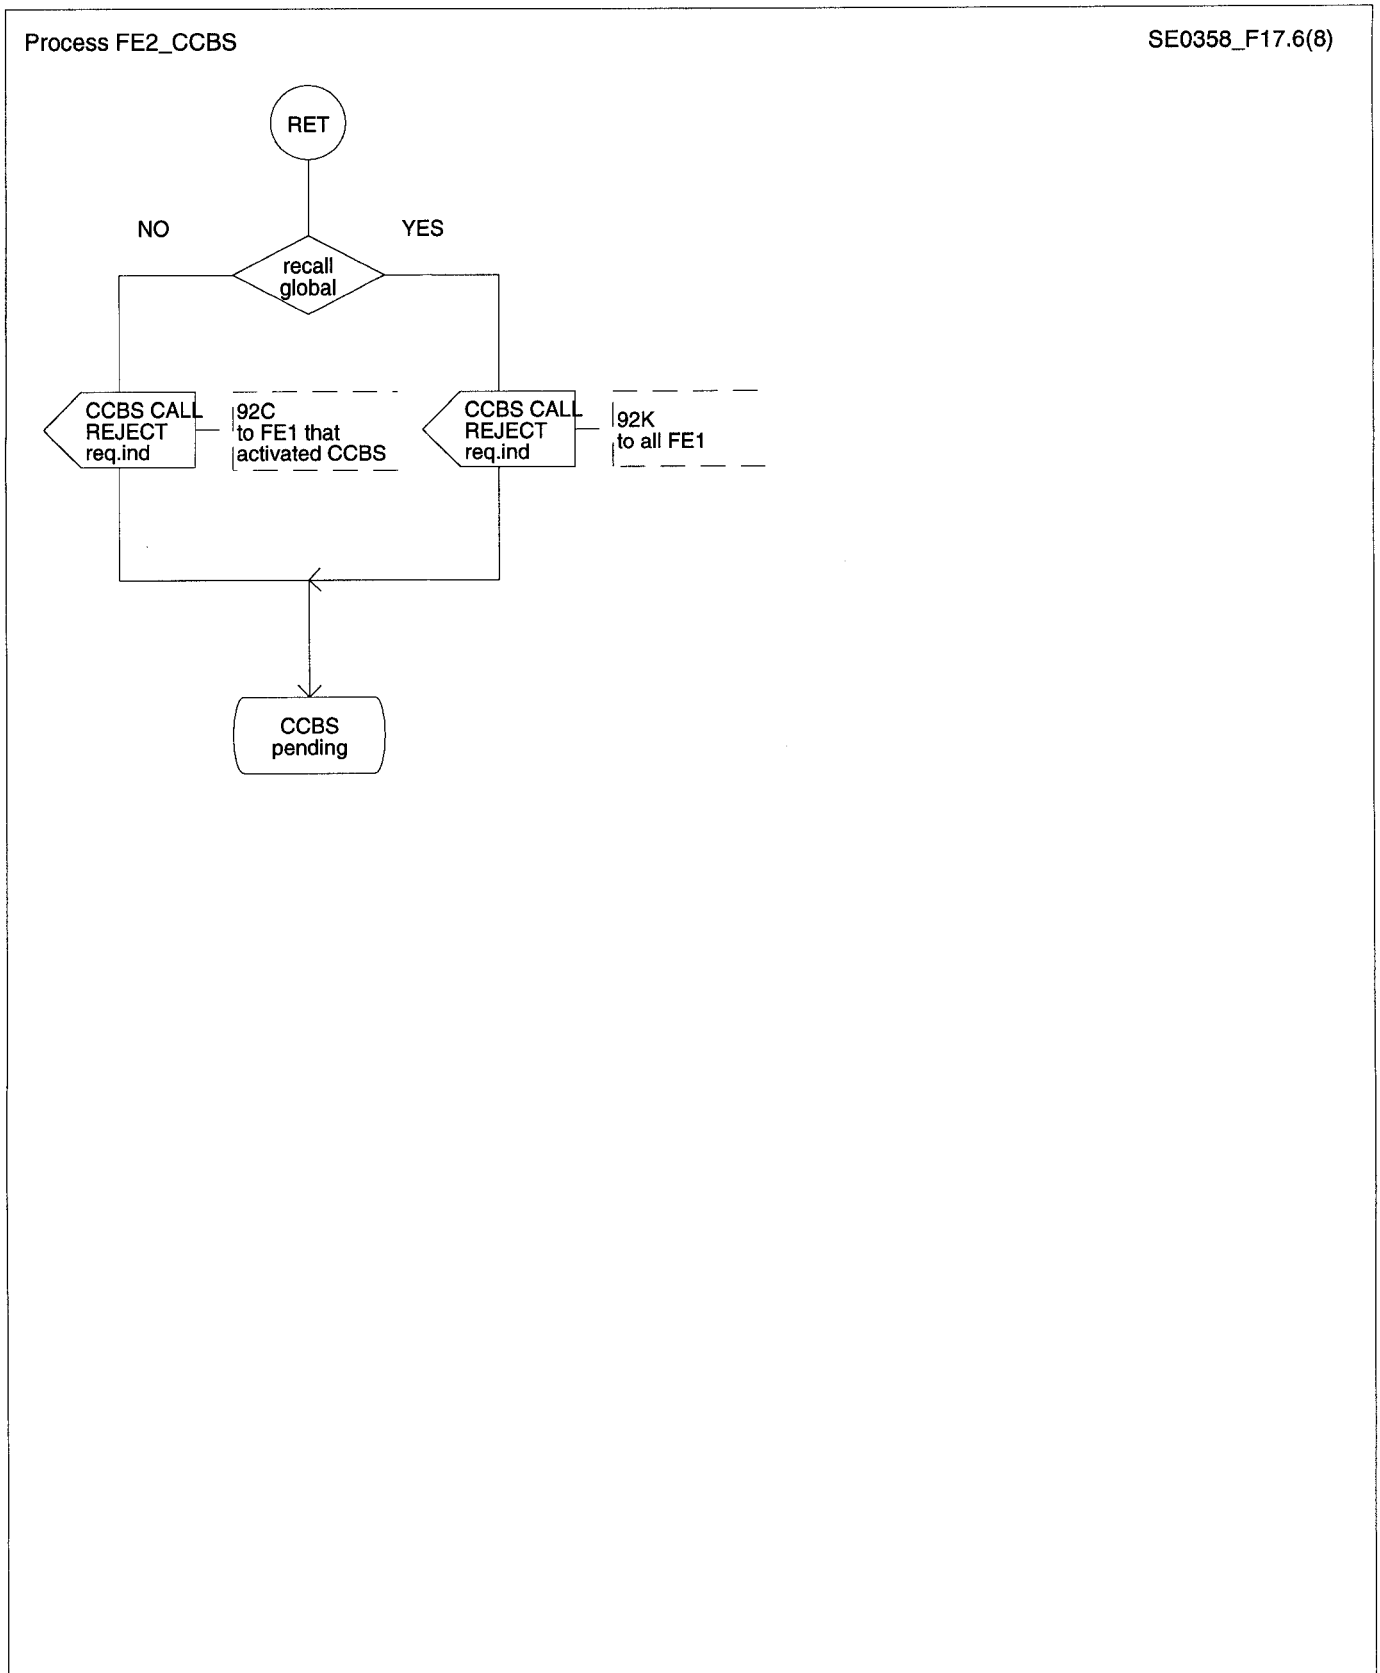 Process FE2_CCBS
SE0358_F17.6(8)
RET
NO
YES
recall
global
CCBS CALL
REJECT
req.ind
92C
to FE1 that
activated CCBS
CCBS CALL
REJECT
req.ind
92K
to all FE1
CCBS
pending